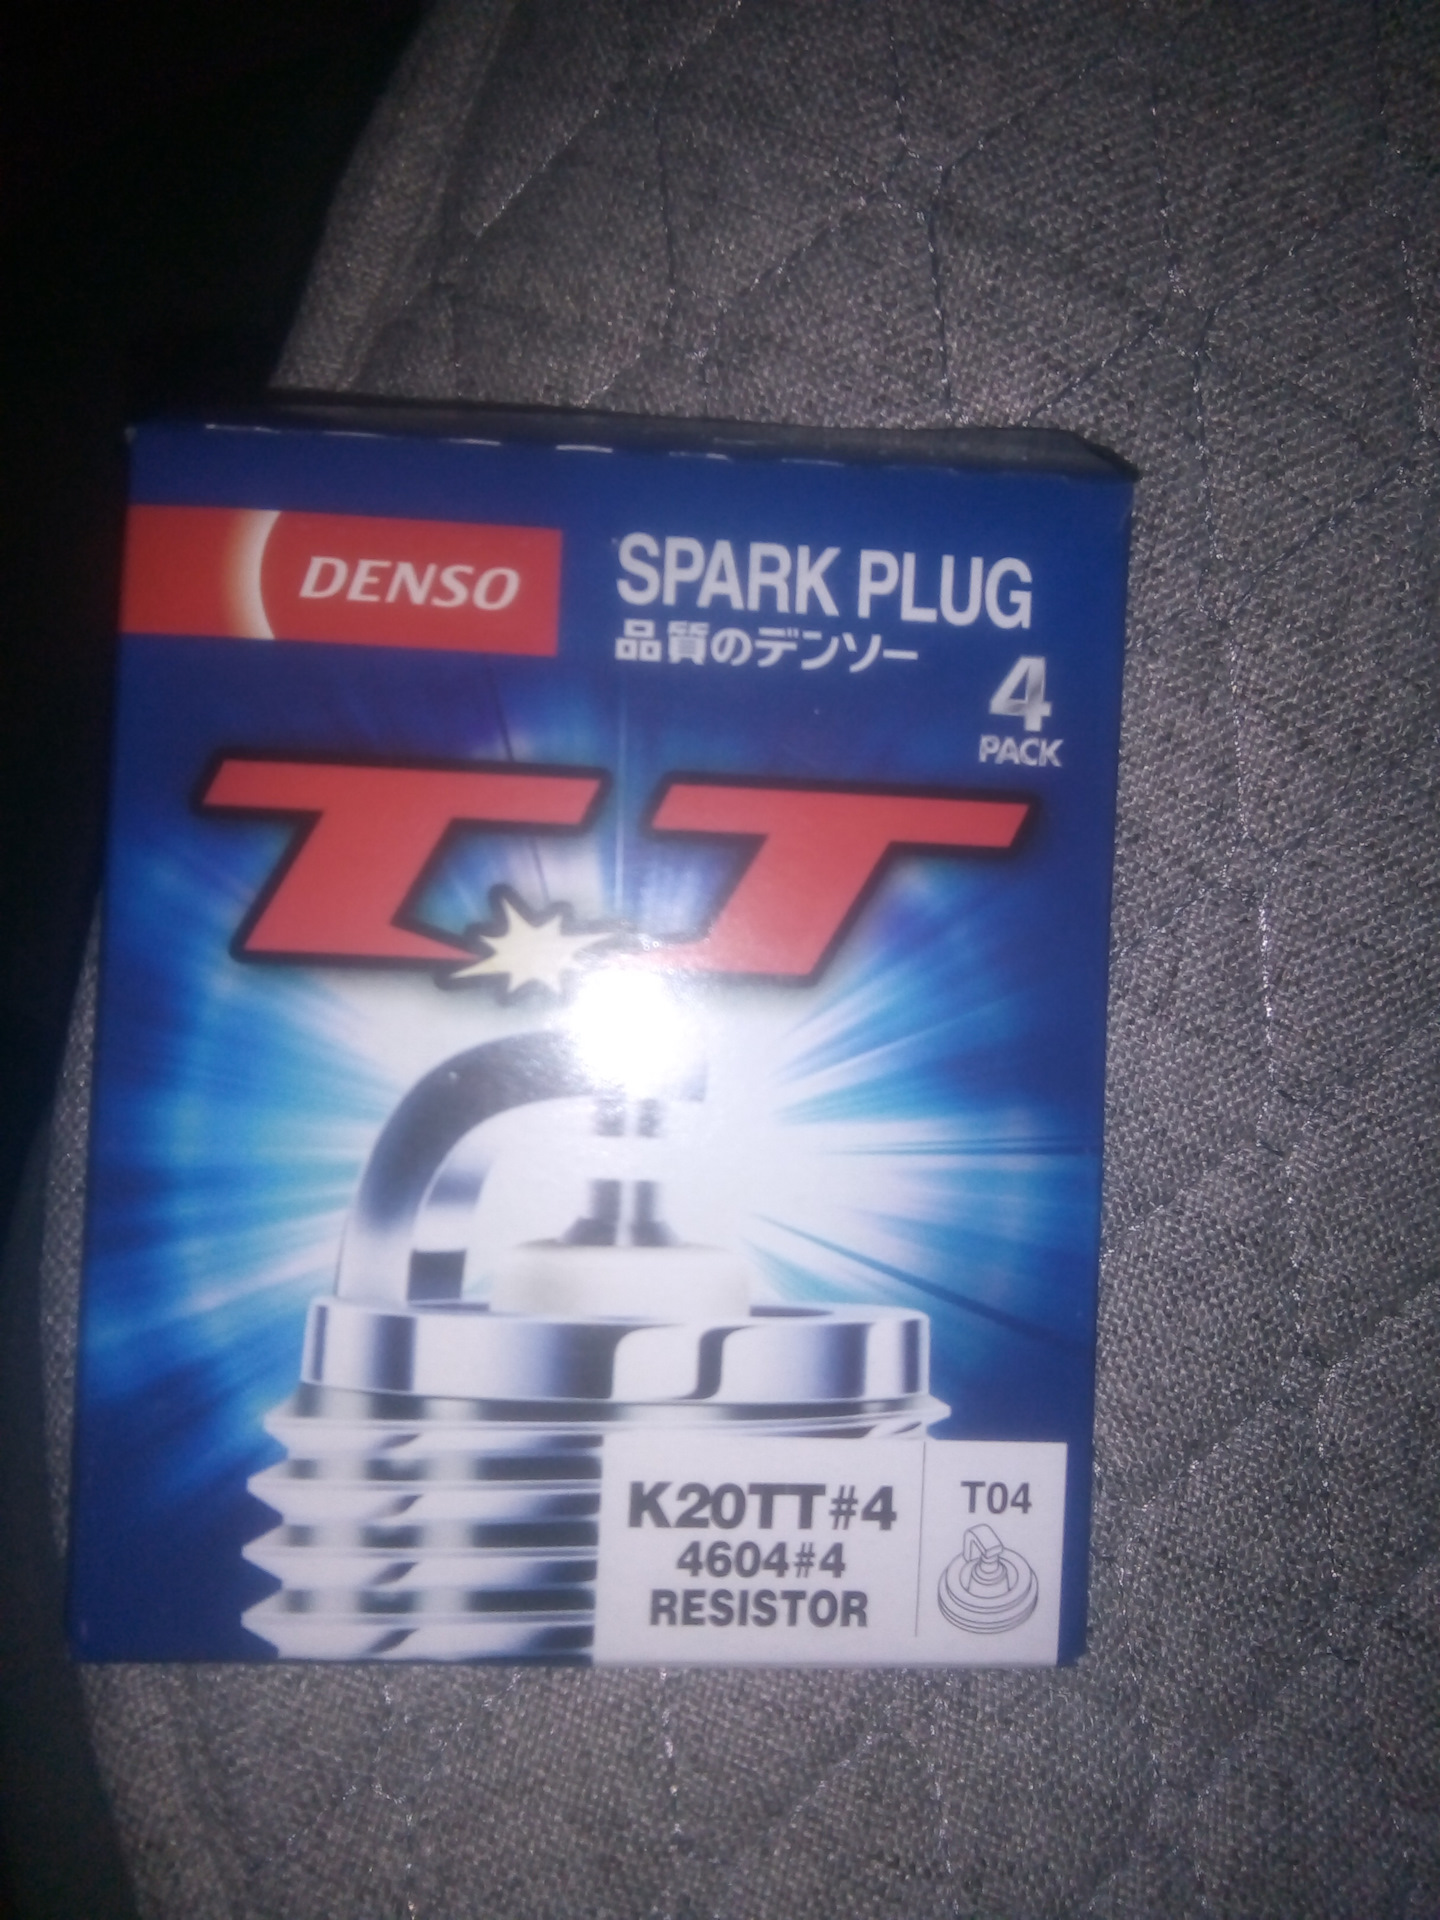 DENSO
SPARK PLUG
品質のデンソー
4
PACK
TT
K20TT#4
4604#4
RESISTOR
T04